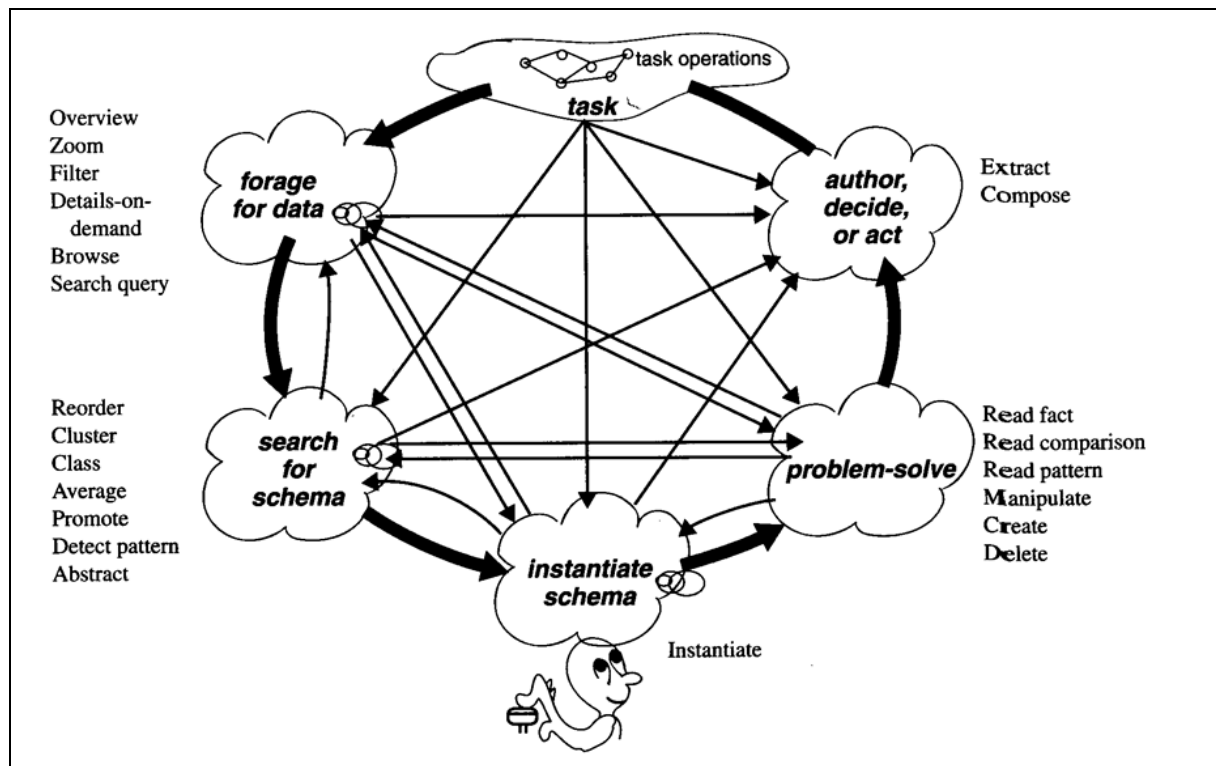 task operations
task
Overview
Zoom
Filter
Details-on-
demand
Browse
Search query
forage
for data
author,
decide,
or act
Extract
Compose
Reorder
Cluster
Class
Average
Promote
Detect pattern
Abstract
search
for
schema
problem-solve
Read fact
Read comparison
Read pattern
Manipulate
Create
Delete
instantiate
schema
Instantiate